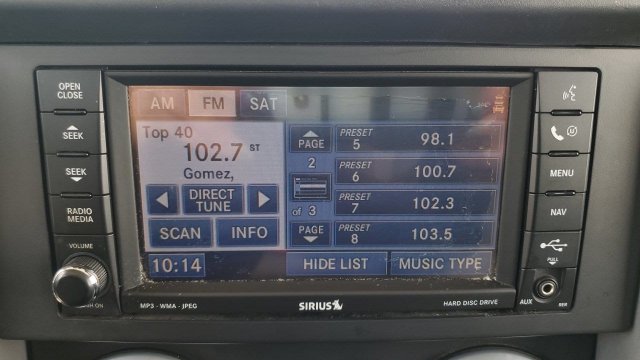 OPEN
CLOSE
SEEK
SEEK
RADIO
MEDIA
VOLUME
PUSH ON
AM FM SAT
Top 40
102.7 ST
Gomez,
DIRECT
TUNE
SCAN INFO
10:14
PAGE
2
of 3
PAGE
PRESET
5 98.1
PRESET
6 100.7
PRESET
7 102.3
PRESET
8 103.5
HIDE LIST MUSIC TYPE
MP3 - WMA - JPEG SIRIUS HARD DISC DRIVE
MENU
NAV
PULL
AUX